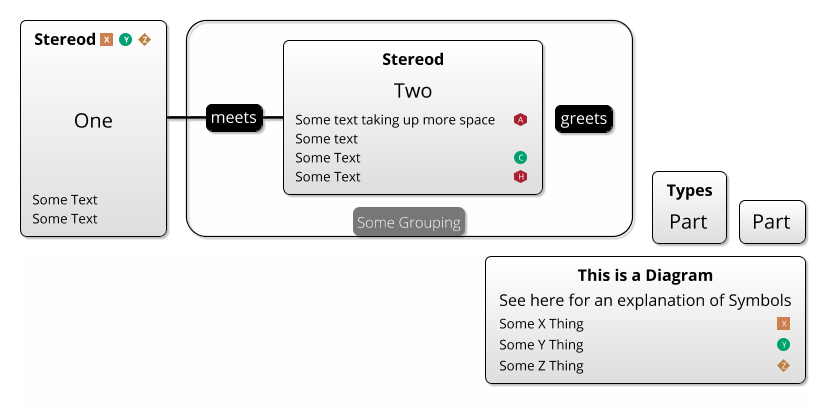 Stereod X Y Z
One
Some Text
Some Text
meets
Stereod
Two
Some text taking up more space A
Some text
Some Text C
Some Text H
greets
Some Grouping
Types
Part
Part
This is a Diagram
See here for an explanation of Symbols
Some X Thing X
Some Y Thing Y
Some Z Thing Z